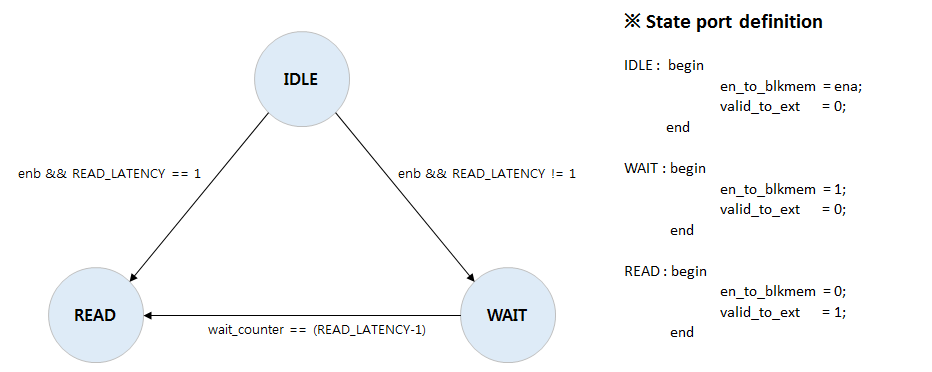 IDLE
enb && READ_LATENCY == 1
enb && READ_LATENCY != 1
READ
WAIT
wait_counter == (READ_LATENCY-1)
※ State port definition
IDLE : begin
en_to_blkmem = ena;
valid_to_ext = 0;
end
WAIT : begin
en_to_blkmem = 1;
valid_to_ext = 0;
end
READ : begin
en_to_blkmem = 0;
valid_to_ext = 1;
end